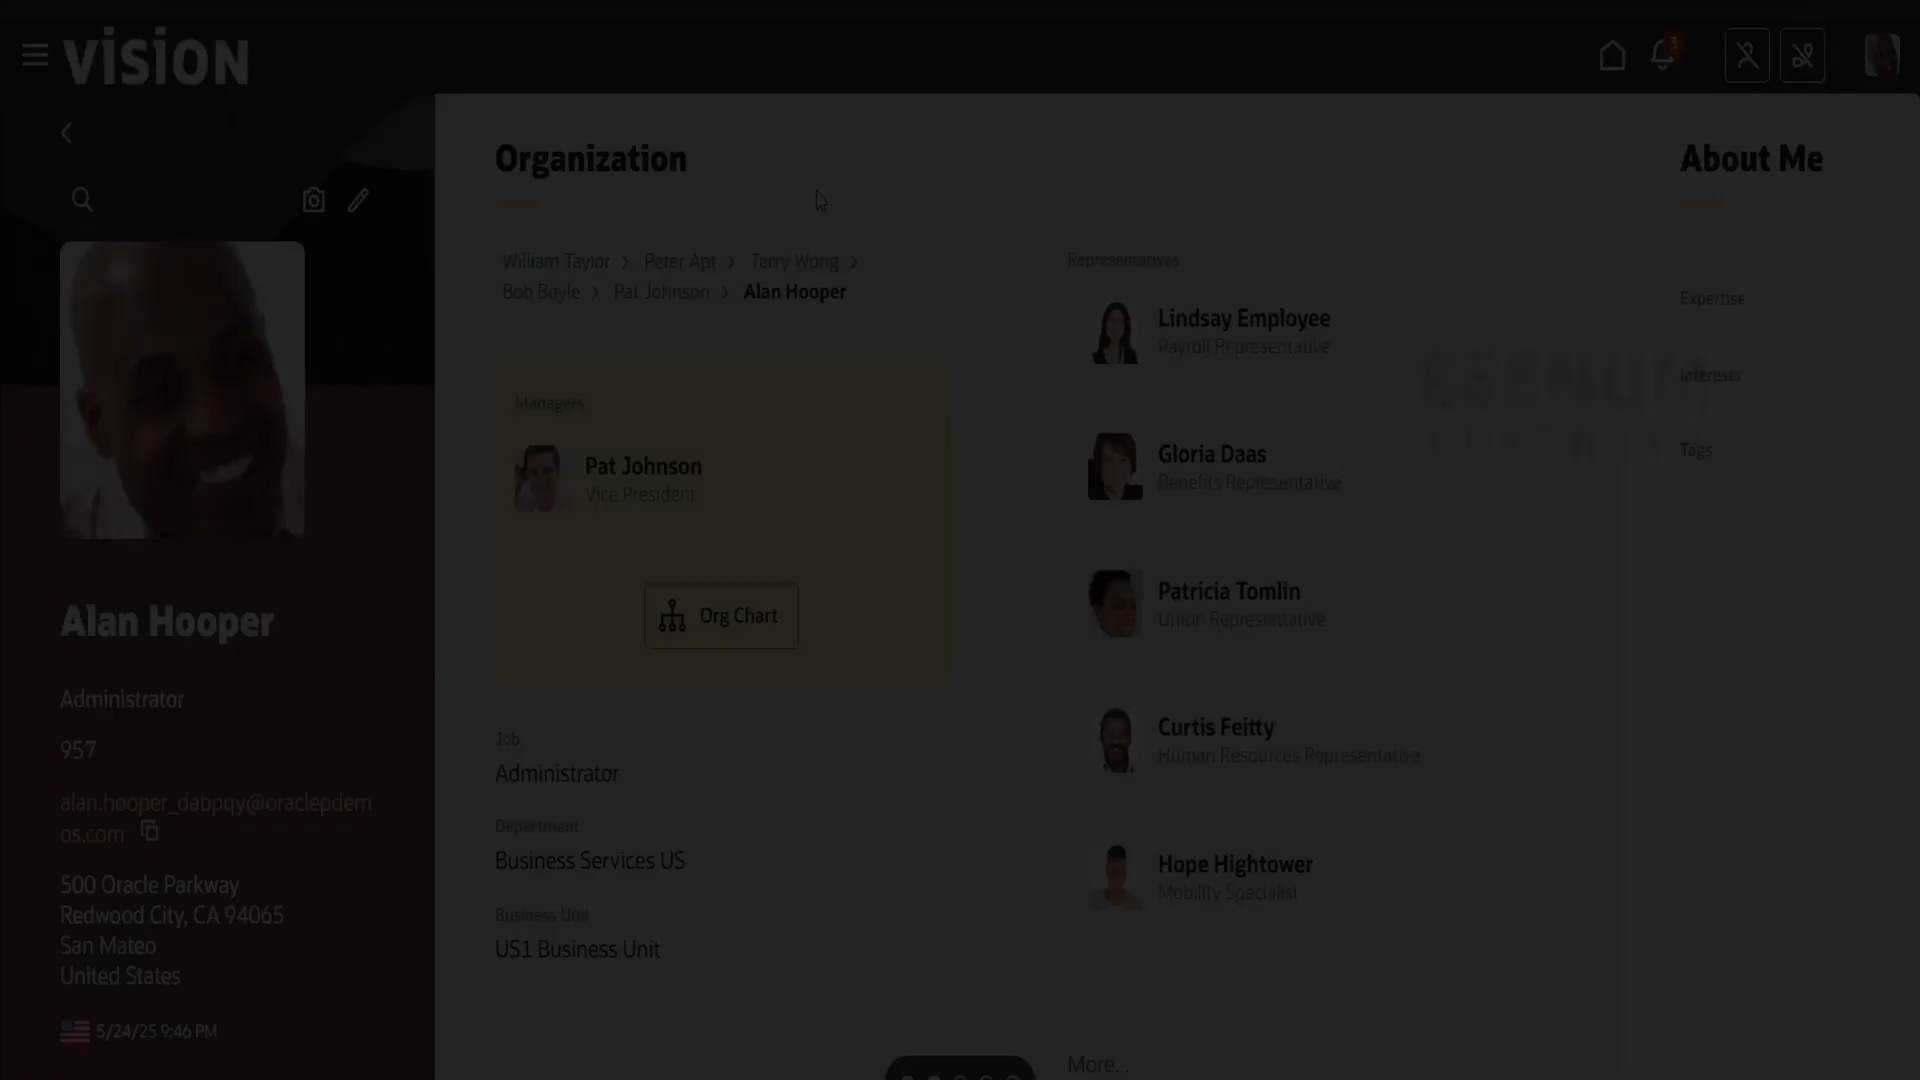 VISION
3
Organization
About Me
William Taylor > Peter Apt > Terry Wong >
Bob Boyle > Pat Johnson > Alan Hooper
Managers
Pat Johnson
Vice President
Org Chart
Job
Administrator
Department
Business Services US
Business Unit
US1 Business Unit
Representatives
Lindsay Employee
Payroll Representative
Gloria Daas
Benefits Representative
Patricia Tomlin
Union Representative
Curtis Feitty
Human Resources Representative
Hope Hightower
Mobility Specialist
More...
Expertise
Interests
Tags
Alan Hooper
Administrator
957
alan.hooper_dabpqy@oraclepdem
os.com
500 Oracle Parkway
Redwood City, CA 94065
San Mateo
United States
5/24/25 9:46 PM